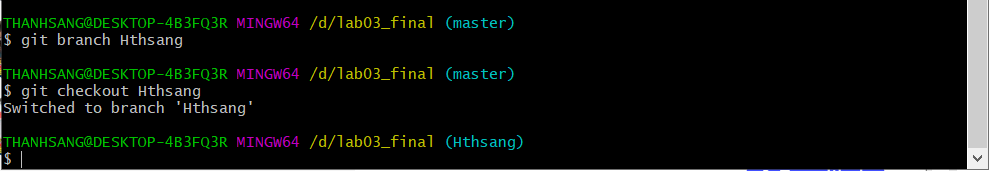 THANHSANG@DESKTOP-4B3FQ3R MINGW64 /d/lab03_final (master)
$ git branch Hthsang
THANHSANG@DESKTOP-4B3FQ3R MINGW64 /d/lab03_final (master)
$ git checkout Hthsang
Switched to branch 'Hthsang'
THANHSANG@DESKTOP-4B3FQ3R MINGW64 /d/lab03_final (Hthsang)
$